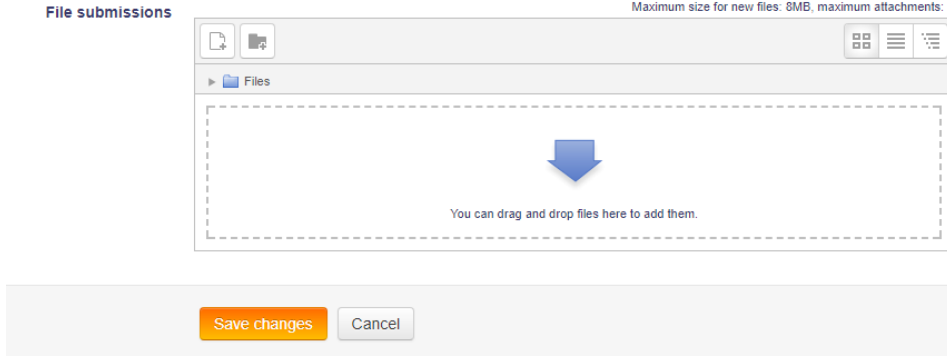 File submissions
Maximum size for new files: 8MB, maximum attachments:
Files
You can drag and drop files here to add them.
Save changes
Cancel